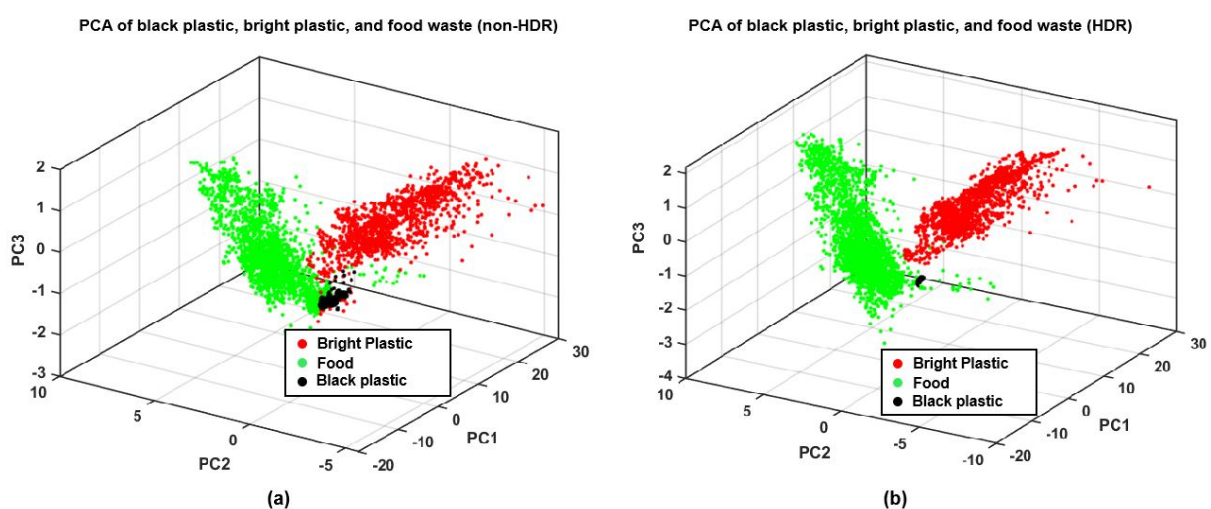 PCA of black plastic, bright plastic, and food waste (non-HDR)
PC3
2
1
0
-1
-2
-3
10
5
0
-5
PC2
-20
-10
0
10
20
30
PC1
Bright Plastic
Food
Black plastic
(a)
PCA of black plastic, bright plastic, and food waste (HDR)
PC3
2
1
0
-1
-2
-3
-4
10
5
0
-5
-10
PC2
-20
-10
0
10
20
30
PC1
Bright Plastic
Food
Black plastic
(b)